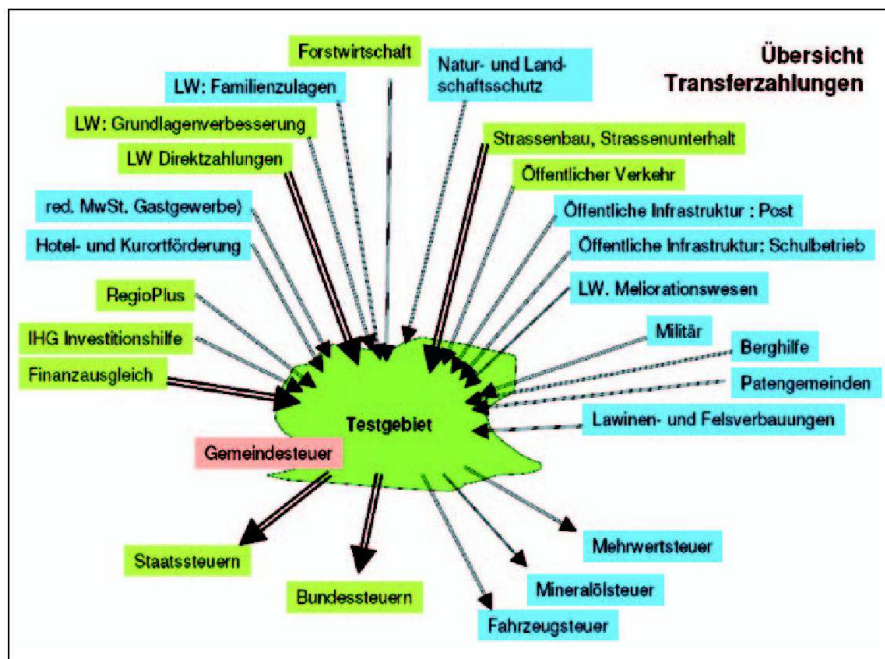 Übersicht
Transferzahlungen
Forstwirtschaft
Natur- und Land-
schaftsschutz
LW: Familienzulagen
LW: Grundlagenverbesserung
LW Direktzahlungen
Strassenbau, Strassenunterhalt
Öffentlicher Verkehr
red. MwSt. Gastgewerbe)
Öffentliche Infrastruktur : Post
Hotel- und Kurortförderung
Öffentliche Infrastruktur: Schulbetrieb
RegioPlus
LW. Meliorationswesen
IHG Investitionshilfe
Militär
Berghilfe
Finanzausgleich
Patengemeinden
Testgebiet
Lawinen- und Felsverbauungen
Gemeindesteuer
Staatssteuern
Mehrwertsteuer
Bundessteuern
Mineralölsteuer
Fahrzeugsteuer